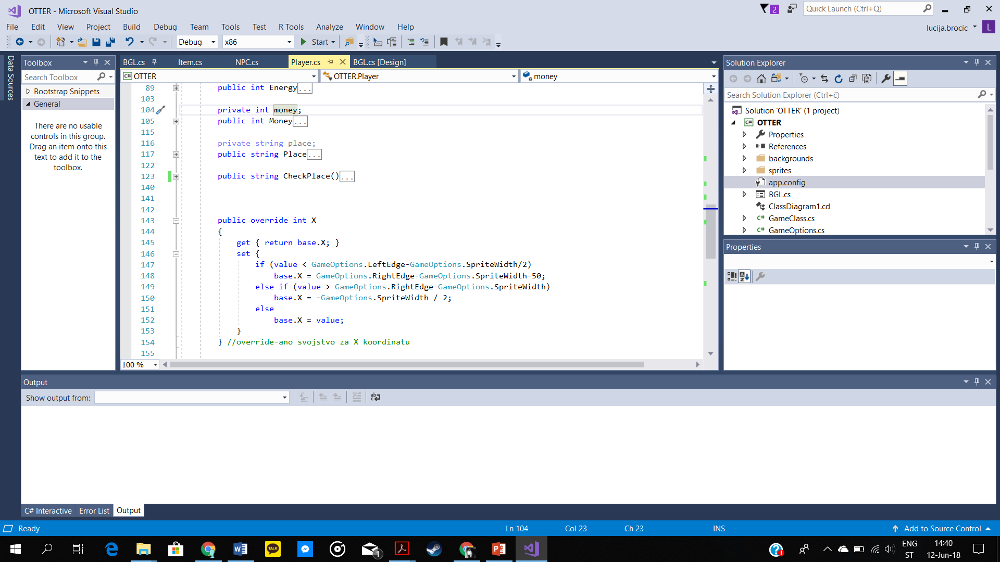 OTTER - Microsoft Visual Studio
2
Quick Launch (Ctrl+Q)
File Edit View Project Build Debug Team Tools Test R Tools Analyze Window Help
lucija.brocic L
Debug x86 Start
Data Sources
Toolbox
Search Toolbox
Bootstrap Snippets
General
There are no usable
controls in this group.
Drag an item onto this
text to add it to the
toolbox.
BGL.cs Item.cs NPC.cs Player.cs BGL.cs [Design]
C# OTTER OTTER.Player money
89 public int Energy...
103
104 private int money;
105 public int Money...
115
116 private string place;
117 public string Place...
122
123 public string CheckPlace()...
140
141
142
143 public override int X
144 {
145 get { return base.X; }
146 set {
147 if (value < GameOptions.LeftEdge-GameOptions.SpriteWidth/2)
148 base.X = GameOptions.RightEdge-GameOptions.SpriteWidth-50;
149 else if (value > GameOptions.RightEdge-GameOptions.SpriteWidth)
150 base.X = -GameOptions.SpriteWidth / 2;
151 else
152 base.X = value;
153 }
154 } //override-ano svojstvo za X koordinatu
155
100 %
Solution Explorer
Search Solution Explorer (Ctrl+č)
Solution 'OTTER' (1 project)
C# OTTER
Properties
References
backgrounds
sprites
app.config
BGL.cs
ClassDiagram1.cd
C# GameClass.cs
C# GameOptions.cs
Properties
Output
Show output from:
C# Interactive Error List Output
Ready Ln 104 Col 23 Ch 23 INS Add to Source Control
TALK
1
ENG
ST
14:40
12-Jun-18